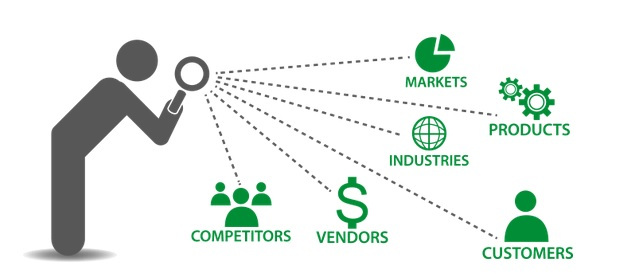 MARKETS
PRODUCTS
INDUSTRIES
COMPETITORS
VENDORS
CUSTOMERS